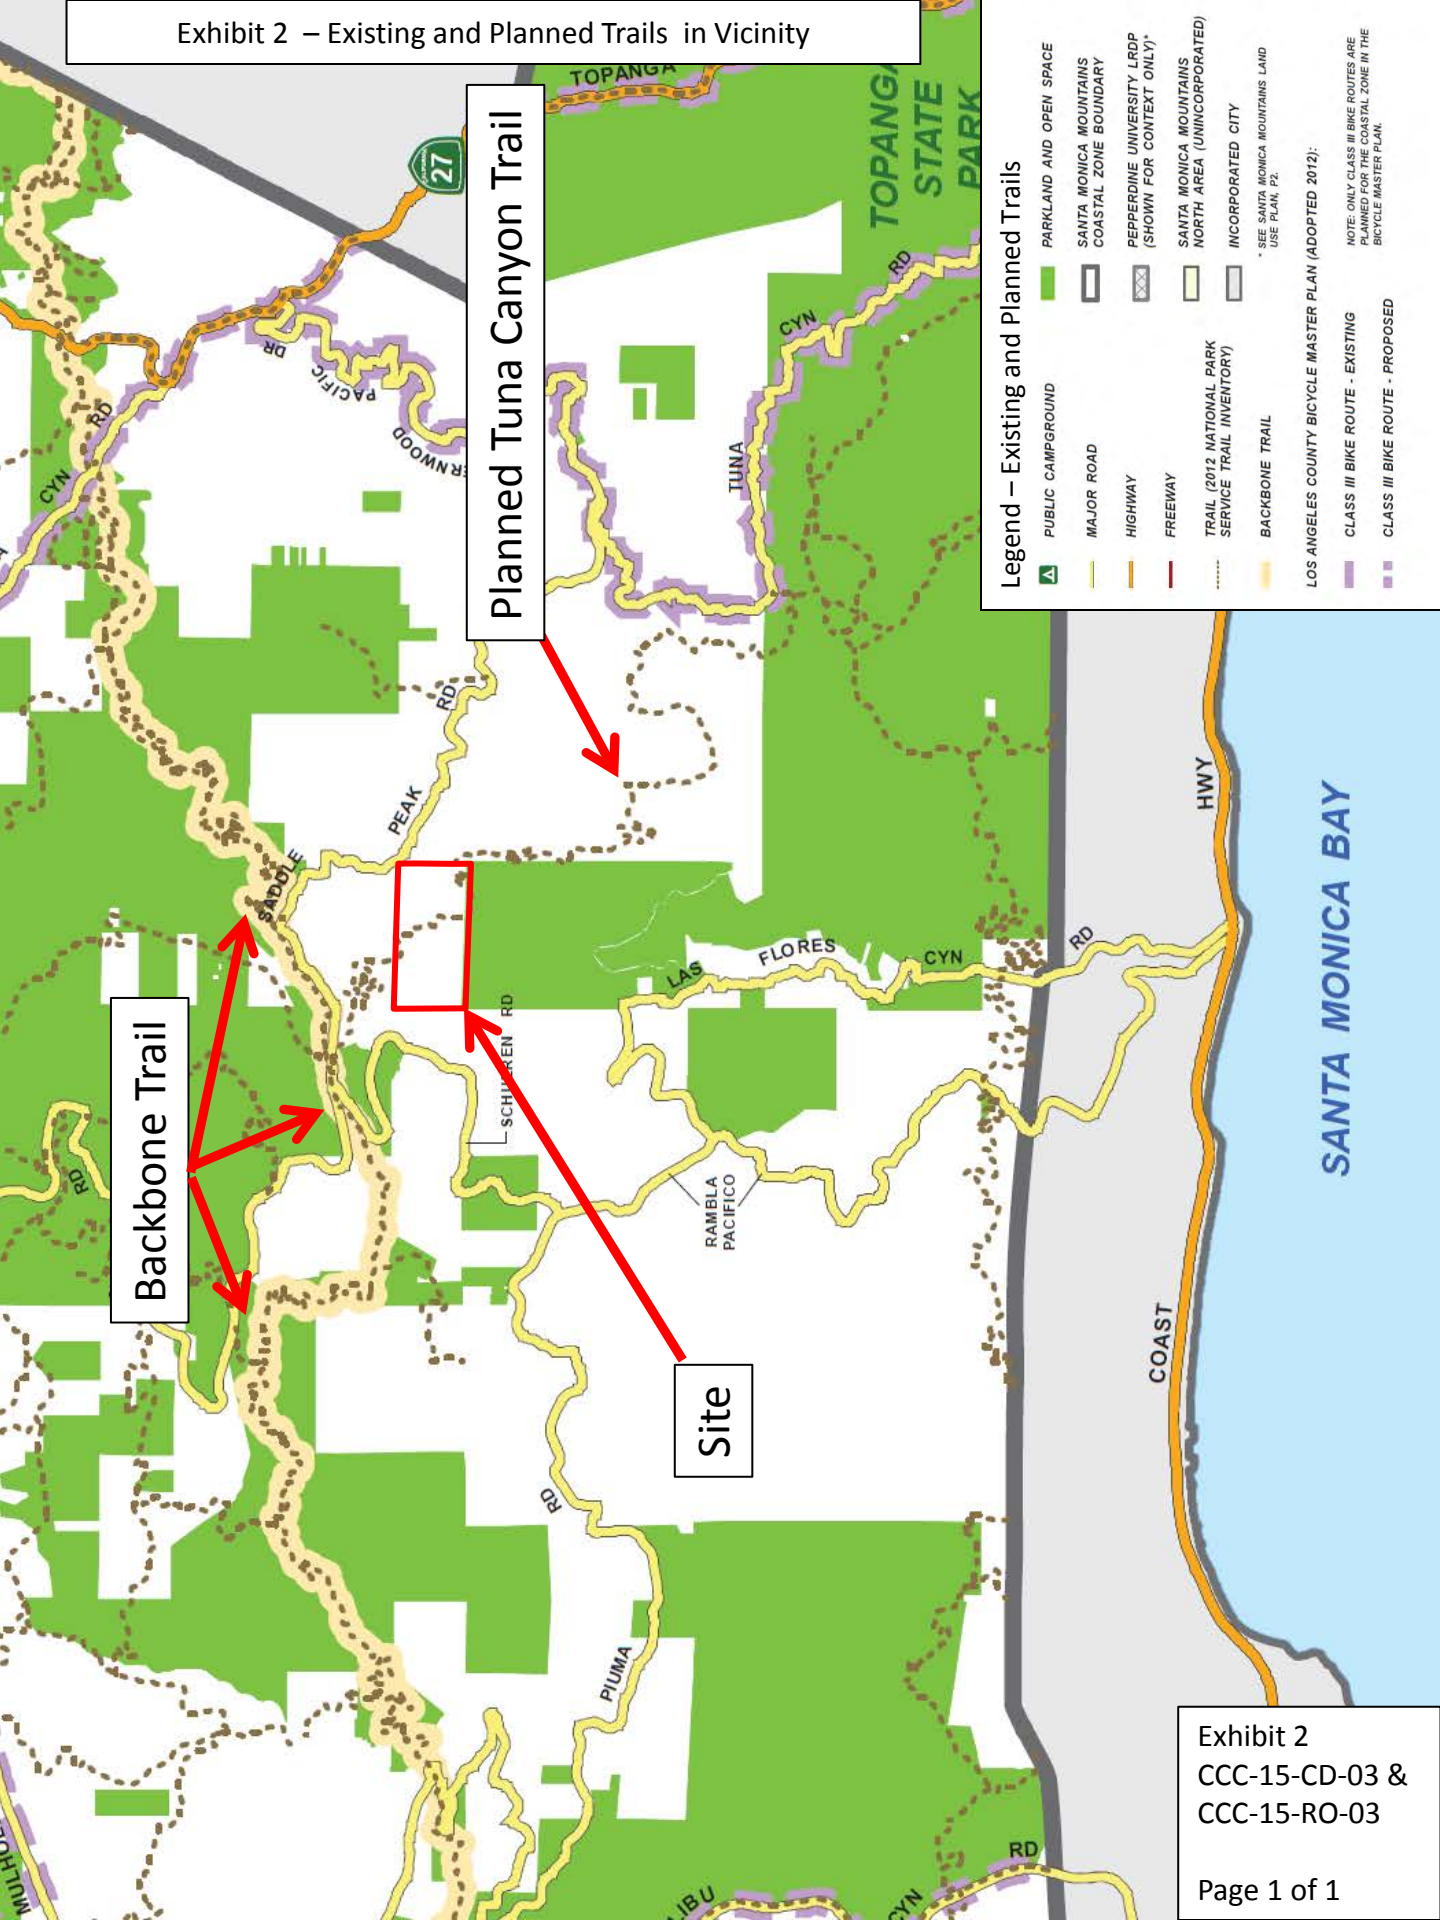 Exhibit 2 – Existing and Planned Trails in Vicinity
Backbone Trail
Planned Tuna Canyon Trail
Site
27
TOPANGA
STATE
PARK
TOPANGA
CYN
RD
DR
PACIFIC
CYN
RD
TUNA
SADDLE
PEAK
RD
RD
LAS
FLORES
CYN
RD
SCHUEREN RD
RAMBLA
PACIFICO
RD
PIUMA
COAST
HWY
SANTA MONICA BAY
RD
CYN
Legend – Existing and Planned Trails
PUBLIC CAMPGROUND
MAJOR ROAD
HIGHWAY
FREEWAY
TRAIL (2012 NATIONAL PARK
SERVICE TRAIL INVENTORY)
BACKBONE TRAIL
PARKLAND AND OPEN SPACE
SANTA MONICA MOUNTAINS
COASTAL ZONE BOUNDARY
PEPPERDINE UNIVERSITY LRDP
(SHOWN FOR CONTEXT ONLY)*
SANTA MONICA MOUNTAINS
NORTH AREA (UNINCORPORATED)
INCORPORATED CITY
* SEE SANTA MONICA MOUNTAINS LAND
USE PLAN, P2.
LOS ANGELES COUNTY BICYCLE MASTER PLAN (ADOPTED 2012):
CLASS III BIKE ROUTE - EXISTING
CLASS III BIKE ROUTE - PROPOSED
NOTE: ONLY CLASS III BIKE ROUTES ARE
PLANNED FOR THE COASTAL ZONE IN THE
BICYCLE MASTER PLAN.
Exhibit 2
CCC-15-CD-03 &
CCC-15-RO-03
Page 1 of 1